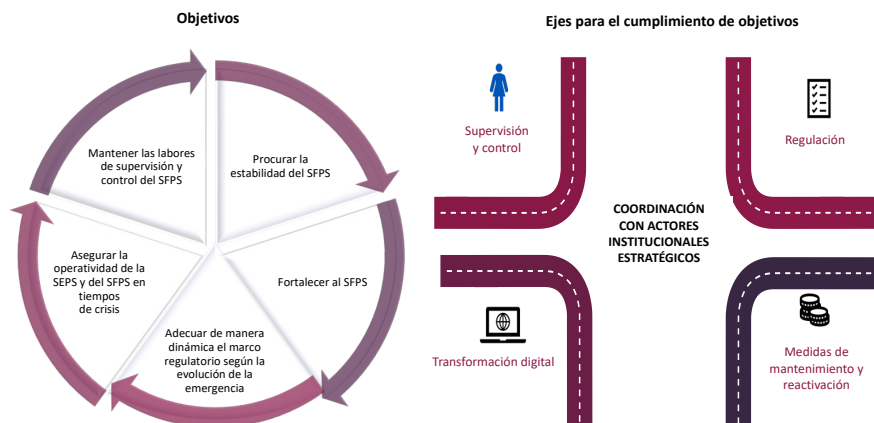 Objetivos
Mantener las labores
de supervisión y
control del SFPS
Procurar la
estabilidad del SFPS
Asegurar la
operatividad de la
SEPS y del SFPS en
tiempos
de crisis
Fortalecer al SFPS
Adecuar de manera
dinámica el marco
regulatorio según la
evolución de la
emergencia
Ejes para el cumplimiento de objetivos
Supervisión
y control
Regulación
COORDINACIÓN
CON ACTORES
INSTITUCIONALES
ESTRATÉGICOS
Transformación digital
Medidas de
mantenimiento y
reactivación